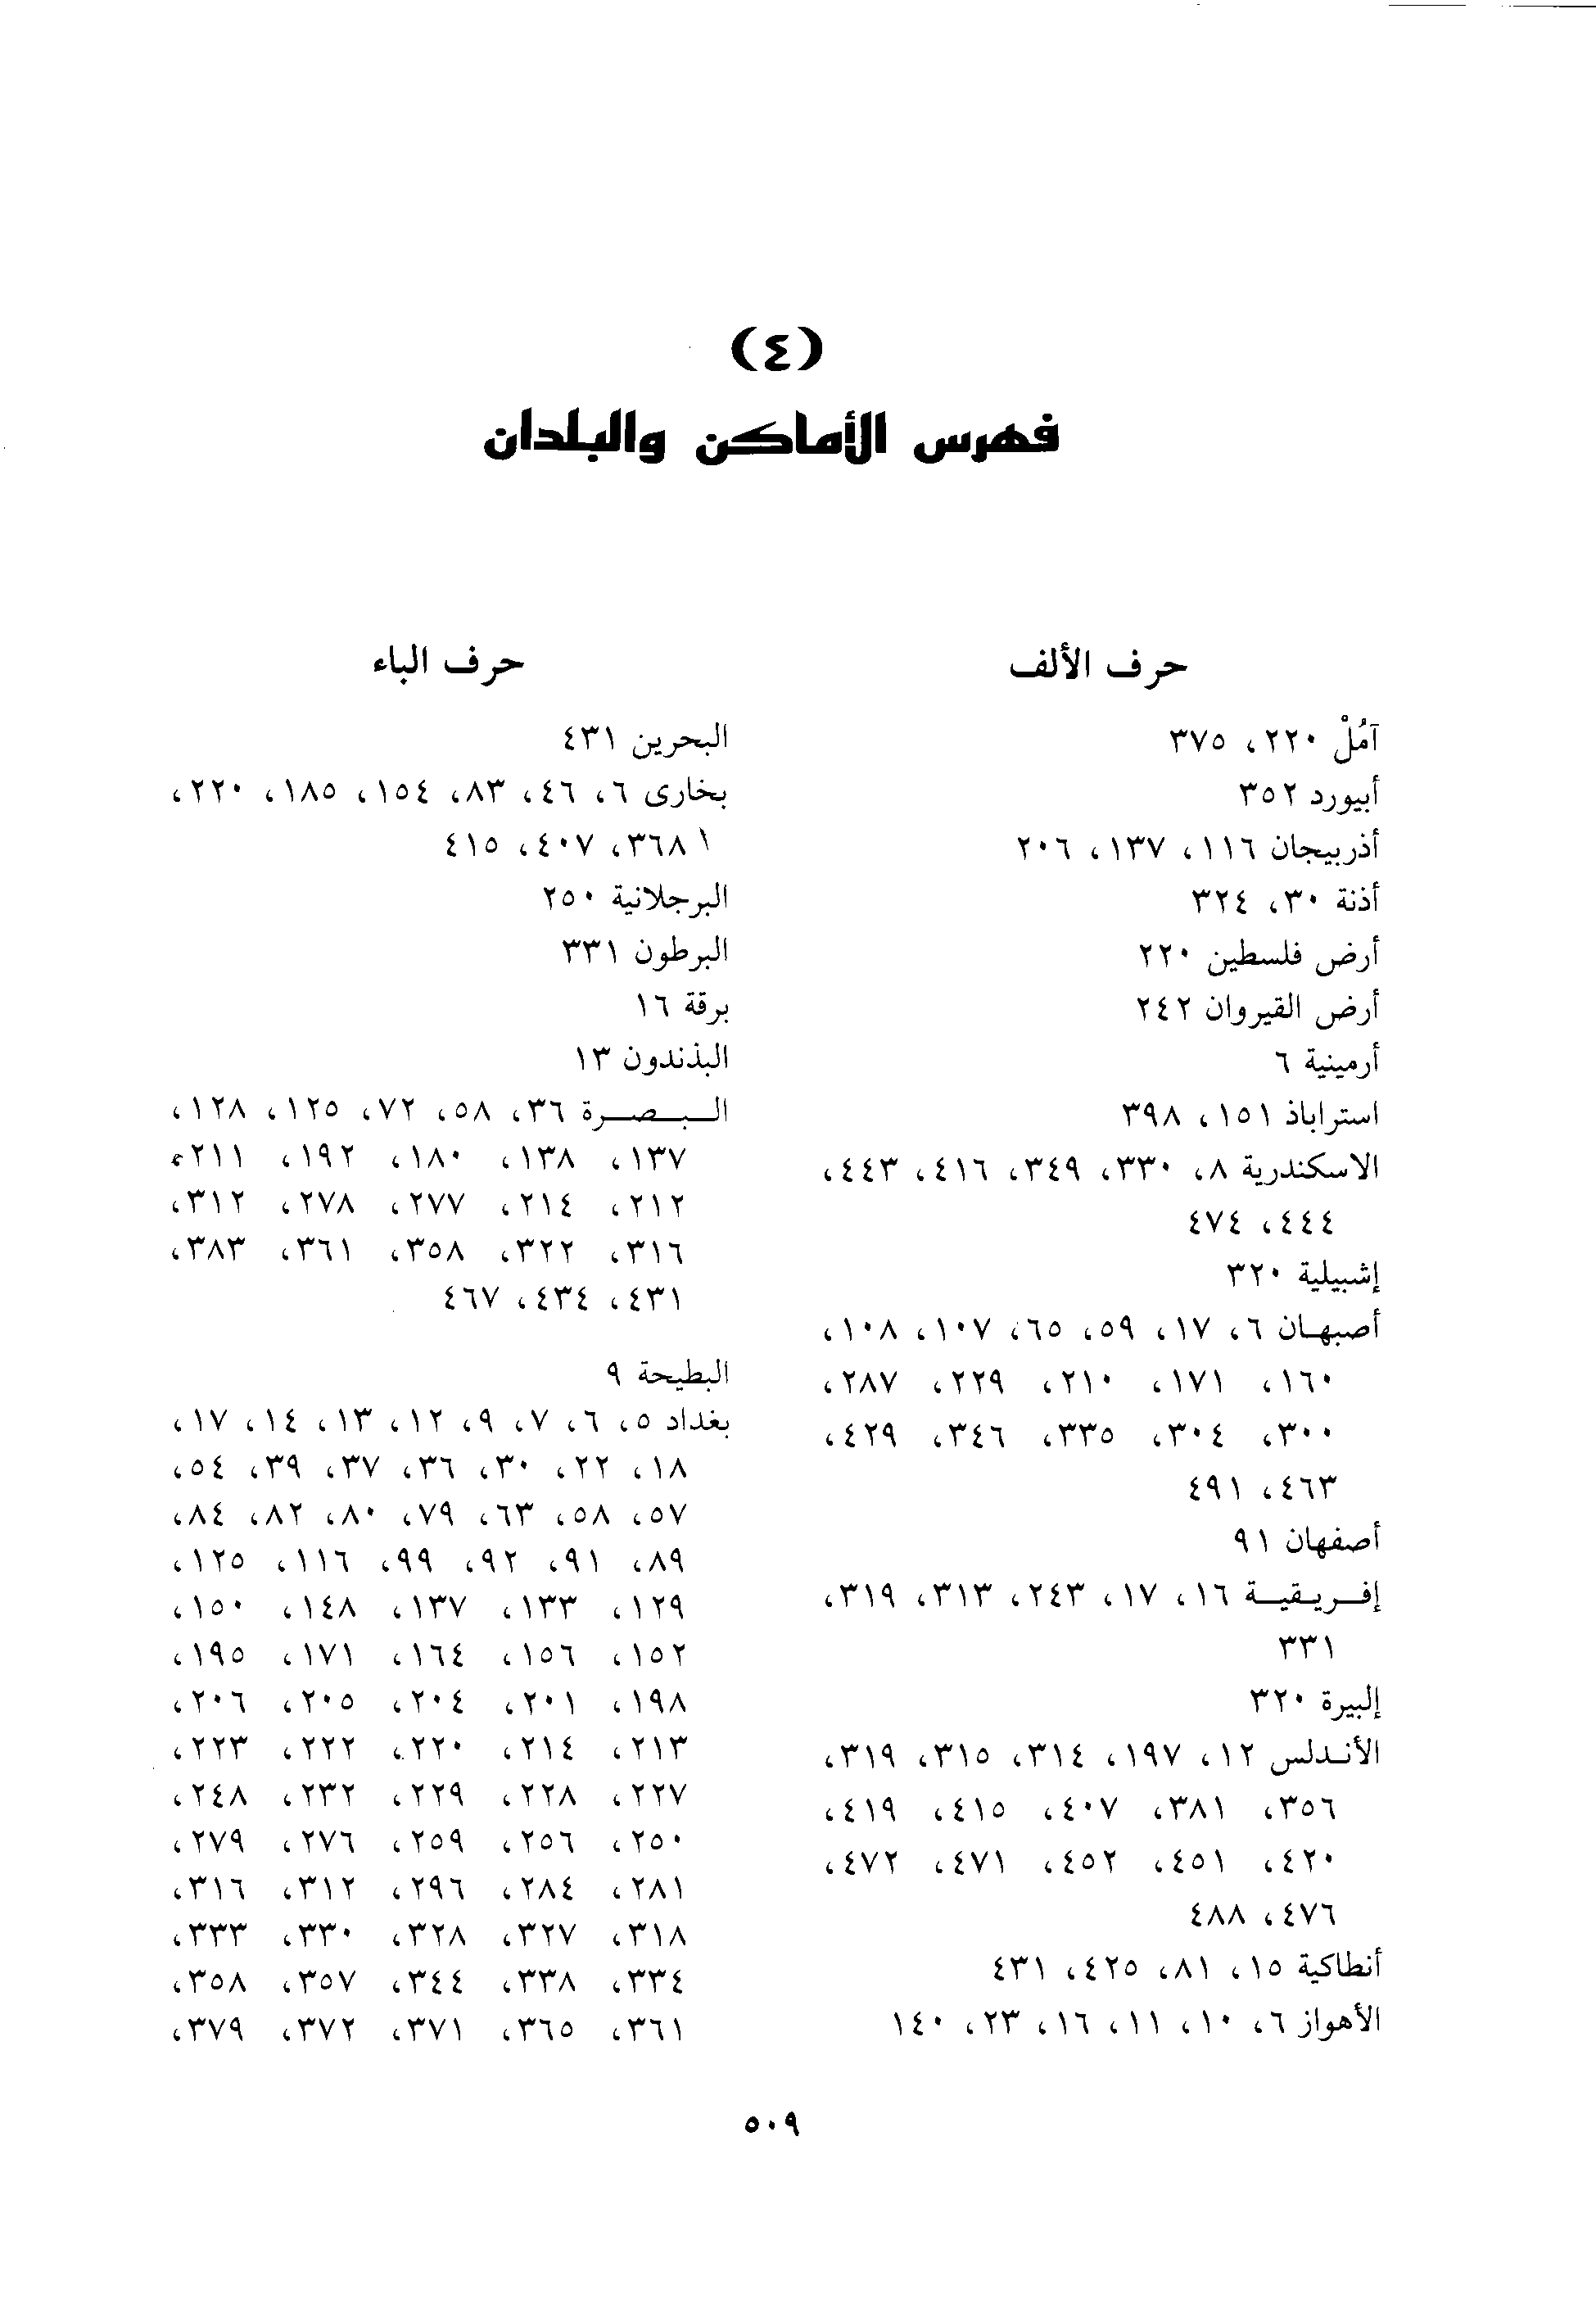 (٤)
فهرس الأماكن والبلدان
حرف الألف
آمُلْ ٢٢٠، ٣٧٥
أبيورد ٣٥٢
أذربيجان ١١٦، ١٣٧، ٢٠٦
أذنة ٣٠، ٣٢٤
أرض فلسطين ٢٢٠
أرض القيروان ٢٤٢
أرمينية ٦
استراباذ ١٥١، ٣٩٨
الاسكندرية ٨، ٣٣٠، ٣٤٩، ٤١٦، ٤٤٣،
٤٤٤، ٤٧٤
إشبيلية ٣٢٠
أصبهان ٦، ١٧، ٥٩، ٦٥، ١٠٧، ١٠٨،
١٦٠، ١٧١، ٢١٠، ٢٢٩، ٢٨٧،
٣٠٠، ٣٠٤، ٣٣٥، ٣٤٦، ٤٢٩،
٤٦٣، ٤٩١
أصفهان ٩١
إفريقية ١٦، ١٧، ٢٤٣، ٣١٣، ٣١٩،
٣٣١
إلبيرة ٣٢٠
الأندلس ١٢، ١٩٧، ٣١٤، ٣١٥، ٣١٩،
٣٥٦، ٣٨١، ٤٠٧، ٤١٥، ٤١٩،
٤٢٠، ٤٥١، ٤٥٢، ٤٧١، ٤٧٢،
٤٧٦، ٤٨٨
أنطاكية ١٥، ٨١، ٤٢٥، ٤٣١
الأهواز ٦، ١٠، ١١، ١٦، ٢٣، ١٤٠
حرف الباء
البحرين ٤٣١
بخارى ٦، ٤٦، ٨٣، ١٥٤، ١٨٥، ٢٢٠،
١ ٣٦٨، ٤٠٧، ٤١٥
البرجلانية ٢٥٠
البرطون ٣٣١
برقة ١٦
البذندون ١٣
البصرة ٣٦، ٥٨، ٧٢، ١٢٥، ١٢٨،
١٣٧، ١٣٨، ١٨٠، ١٩٢، ٢١١،
٢١٢، ٢١٤، ٢٧٧، ٢٧٨، ٣١٢،
٣١٦، ٣٢٢، ٣٥٨، ٣٦١، ٣٨٣،
٤٣١، ٤٣٤، ٤٦٧
البطيحة ٩
بغداد ٥، ٦، ٧، ٩، ١٢، ١٣، ١٤، ١٧،
١٨، ٢٢، ٣٠، ٣٦، ٣٧، ٣٩، ٥٤،
٥٧، ٥٨، ٦٣، ٧٩، ٨٠، ٨٢، ٨٤،
٨٩، ٩١، ٩٢، ٩٩، ١١٦، ١٢٥،
١٢٩، ١٣٣، ١٣٧، ١٤٨، ١٥٠،
١٥٢، ١٥٦، ١٦٤، ١٧١، ١٩٥،
١٩٨، ٢٠١، ٢٠٤، ٢٠٥، ٢٠٦،
٢١٣، ٢١٤، ٢٢٠، ٢٢٢، ٢٢٣،
٢٢٧، ٢٢٨، ٢٢٩، ٢٣٢، ٢٤٨،
٢٥٠، ٢٥٦، ٢٥٩، ٢٧٦، ٢٧٩،
٢٨١، ٢٨٤، ٢٩٦، ٣١٢، ٣١٦،
٣١٨، ٣٢٧، ٣٢٨، ٣٣٠، ٣٣٣،
٣٣٤، ٣٣٨، ٣٤٤، ٣٥٧، ٣٥٨،
٣٦١، ٣٦٥، ٣٧١، ٣٧٢، ٣٧٩،
٥٠٩